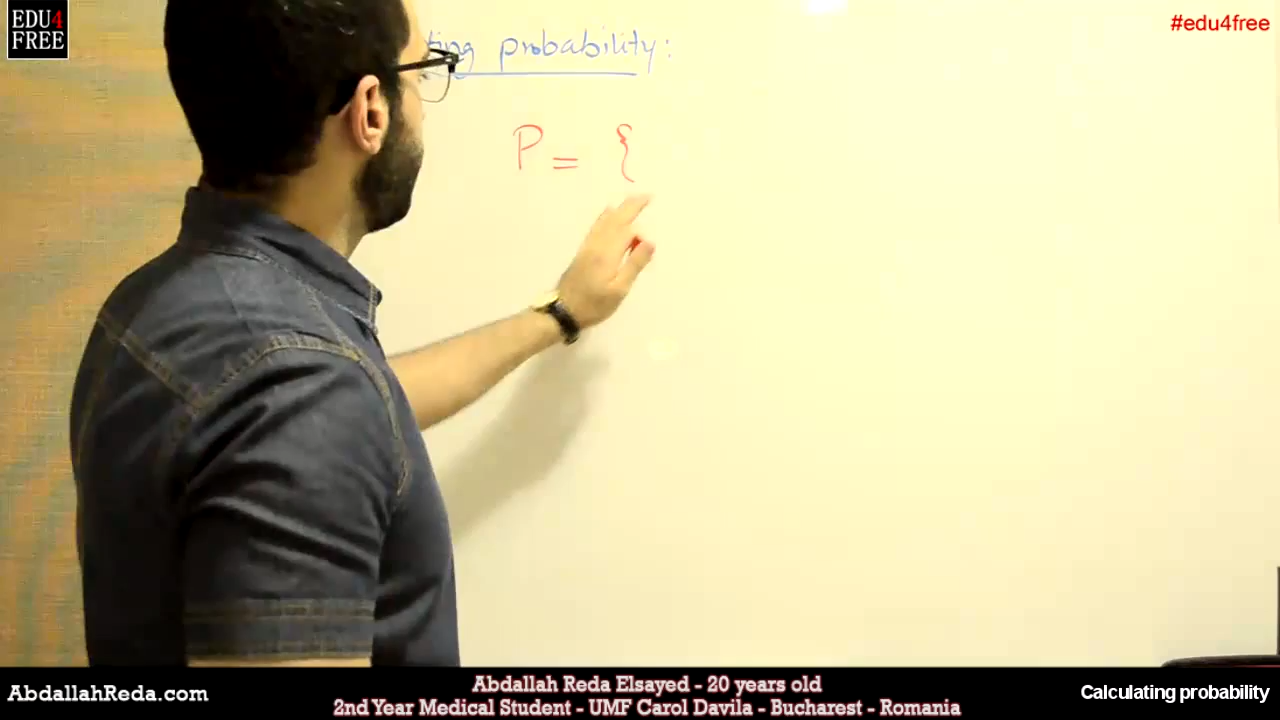 EDU4
FREE
#edu4free
ting probability:
P = {
AbdallahReda.com
Abdallah Reda Elsayed - 20 years old
2nd Year Medical Student - UMF Carol Davila - Bucharest - Romania
Calculating probability